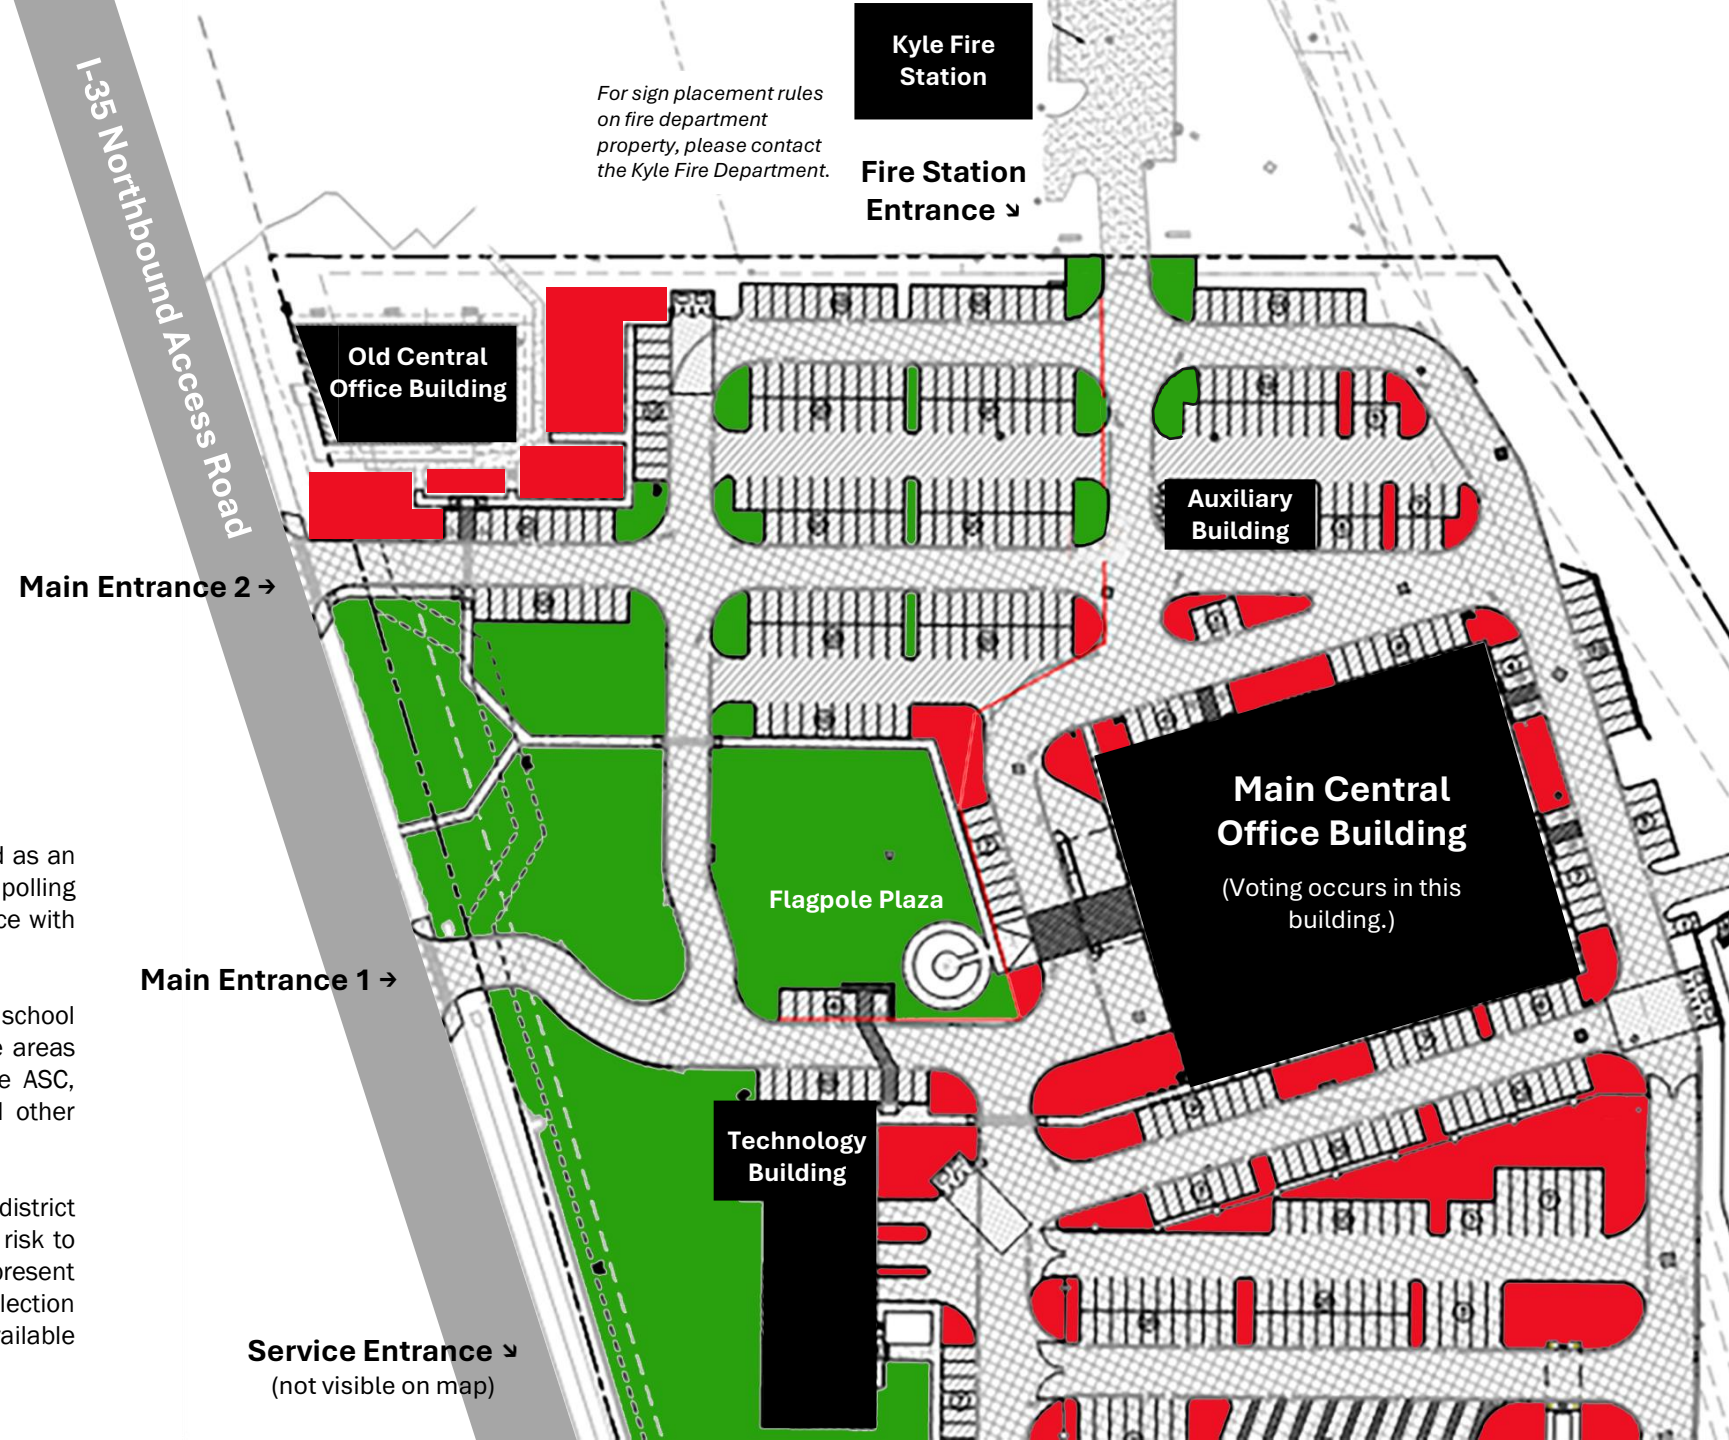 Kyle Fire
Station
For sign placement rules
on fire department
property, please contact
the Kyle Fire Department.
Fire Station
Entrance ↘
I-35 Northbound Access Road
Old Central
Office Building
Auxiliary
Building
Main Entrance 2 →
Main Central
Office Building
(Voting occurs in this
building.)
Flagpole Plaza
as an
polling
ce with
Main Entrance 1 →
school
areas
ASC,
other
Technology
Building
district
risk to
present
Service Entrance ↘
(not visible on map)